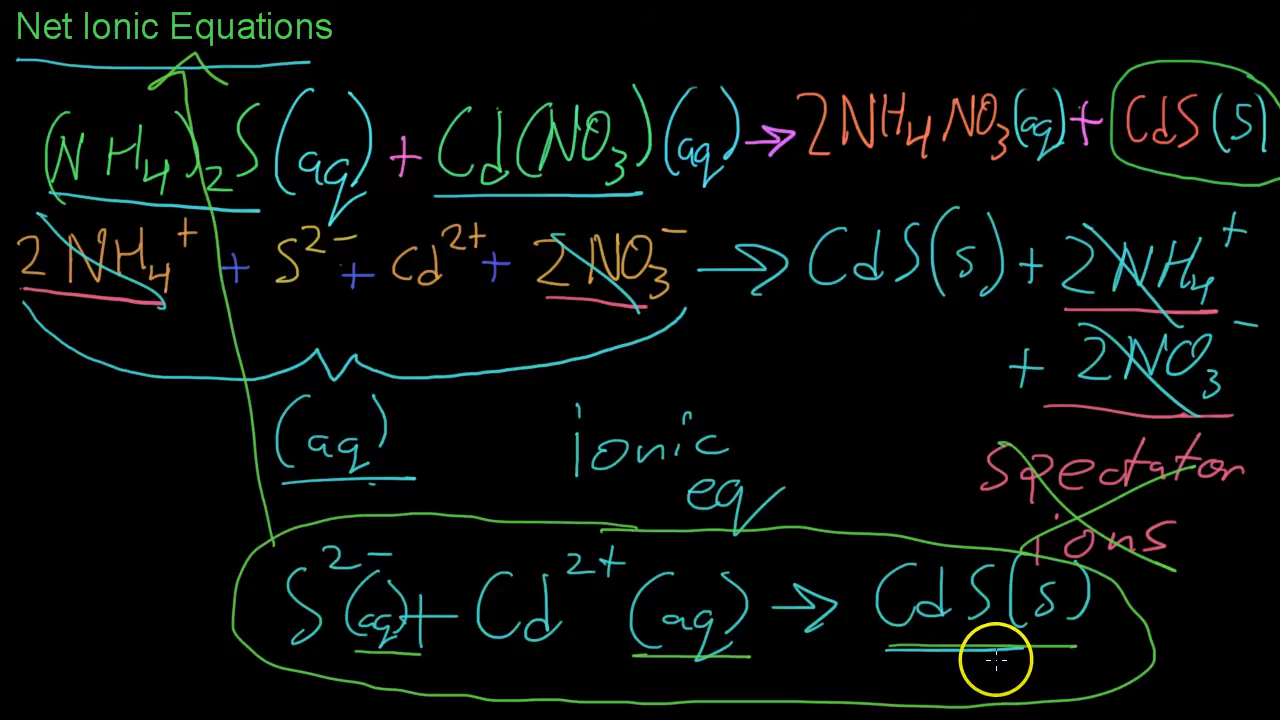 Net Ionic Equations
(NH₄)₂S(aq) + Cd(NO₃)(aq) → 2NH₄NO₃(aq) + CdS(s)
2NH₄⁺ + S²⁻ + Cd²⁺ + 2NO₃⁻ → CdS(s) + 2NH₄⁺
+ 2NO₃⁻
(aq)
ionic
eq
spectator
ions
S²⁻(aq) + Cd²⁺(aq) → CdS(s)